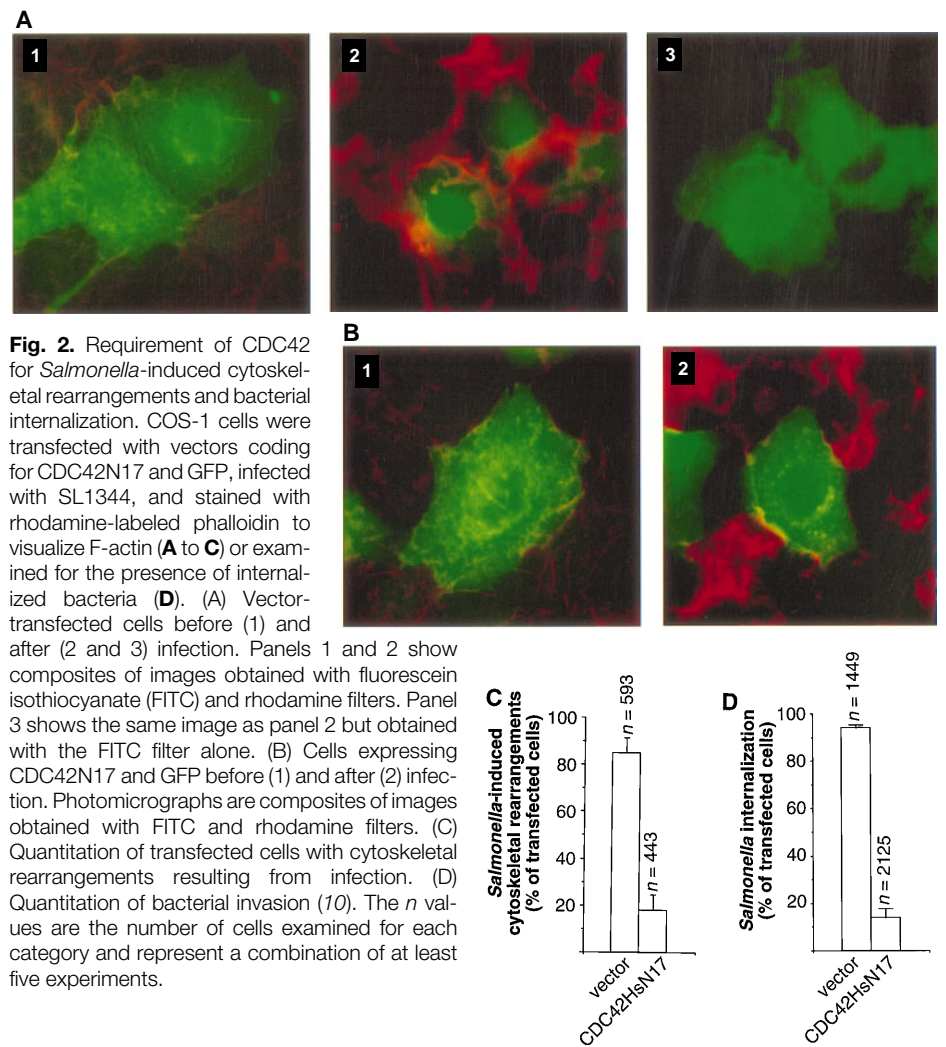 A
1
2
3
Fig. 2. Requirement of CDC42
for Salmonella-induced cytoskel-
etal rearrangements and bacterial
internalization. COS-1 cells were
transfected with vectors coding
for CDC42N17 and GFP, infected
with SL1344, and stained with
rhodamine-labeled phalloidin to
visualize F-actin (A to C) or exam-
ined for the presence of internal-
ized bacteria (D). (A) Vector-
transfected cells before (1) and
after (2 and 3) infection. Panels 1 and 2 show
composites of images obtained with fluorescein
isothiocyanate (FITC) and rhodamine filters. Panel
3 shows the same image as panel 2 but obtained
with the FITC filter alone. (B) Cells expressing
CDC42N17 and GFP before (1) and after (2) infec-
tion. Photomicrographs are composites of images
obtained with FITC and rhodamine filters. (C)
Quantitation of transfected cells with cytoskeletal
rearrangements resulting from infection. (D)
Quantitation of bacterial invasion (10). The n val-
ues are the number of cells examined for each
category and represent a combination of at least
five experiments.
B
1
2
C
Salmonella-induced
cytoskeletal rearrangements
(% of transfected cells)
100
80
60
40
20
n = 593
n = 443
vector
CDC42HsN17
D
Salmonella internalization
(% of transfected cells)
100
80
60
40
20
n = 1449
n = 2125
vector
CDC42HsN17